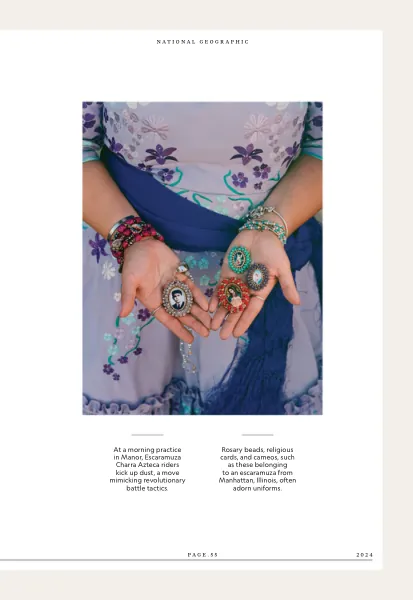 NATIONAL GEOGRAPHIC
At a morning practice
in Manor, Escaramuza
Charra Azteca riders
kick up dust, a move
mimicking revolutionary
battle tactics.
Rosary beads, religious
cards, and cameos, such
as these belonging
to an escaramuza from
Manhattan, Illinois, often
adorn uniforms.
PAGE.55
2024